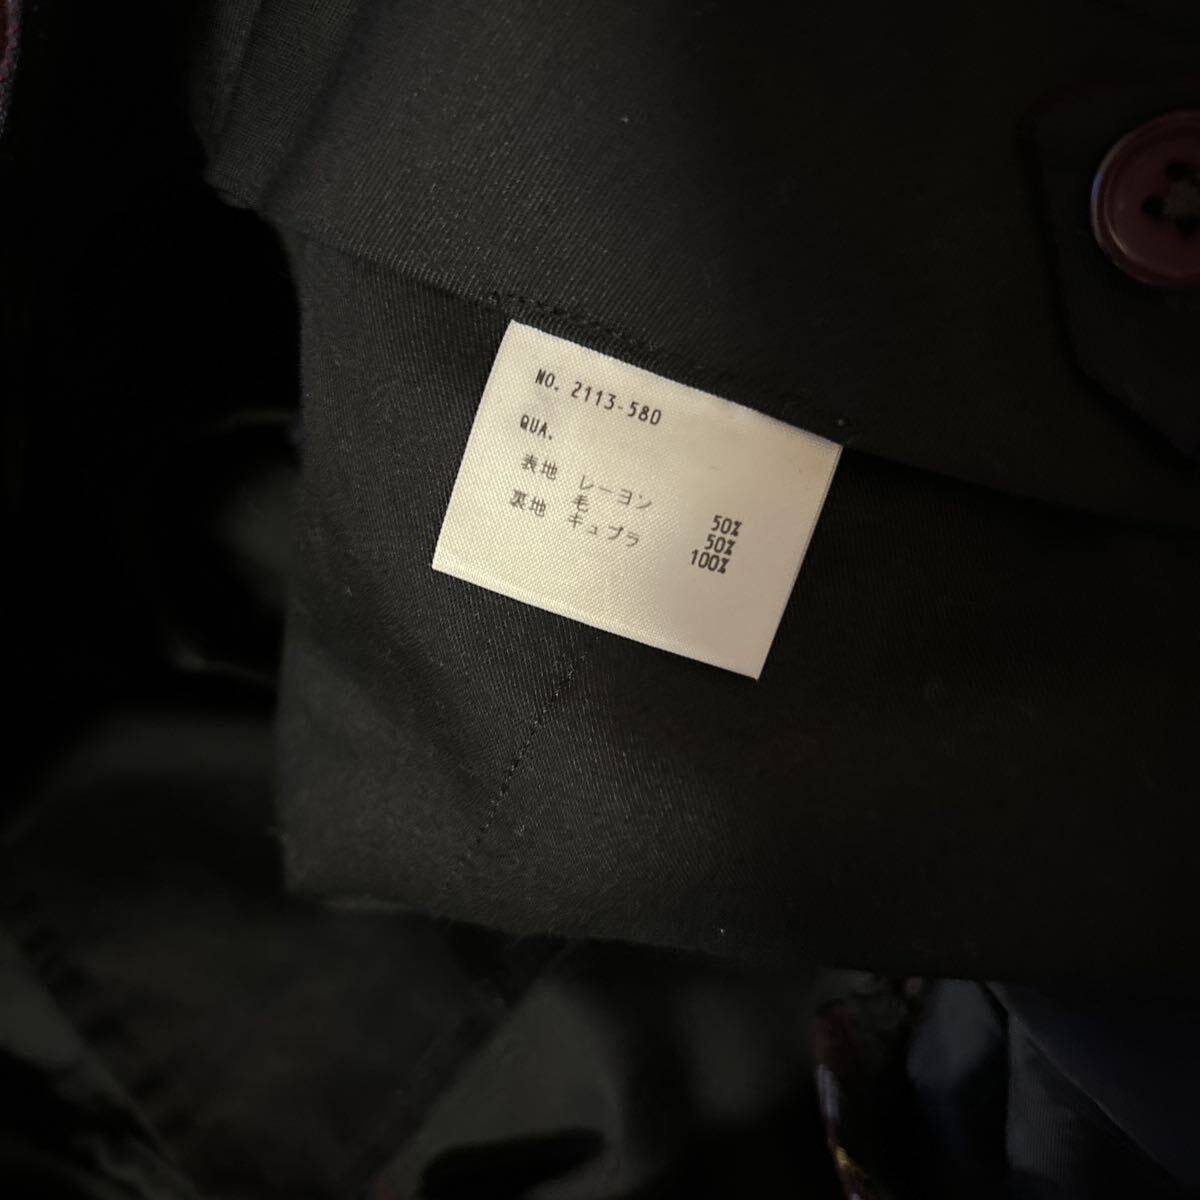 NO. 2113-580
QUA.
表地 レーヨン 50%
毛 50%
裏地 キュプラ 100%